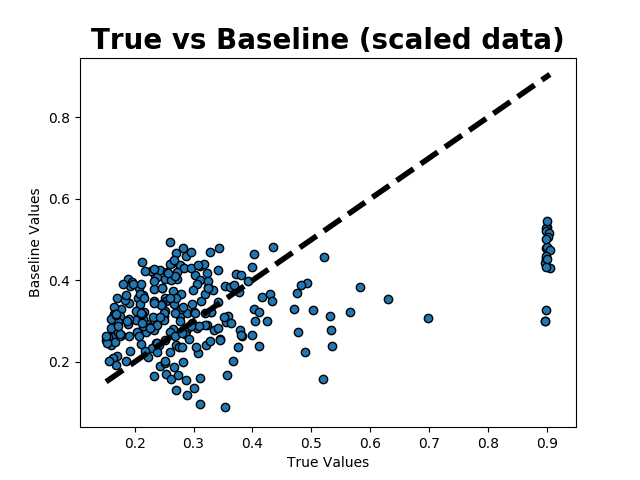 True vs Baseline (scaled data)
0.8
0.6
0.4
0.2
Baseline Values
0.2 0.3 0.4 0.5 0.6 0.7 0.8 0.9
True Values